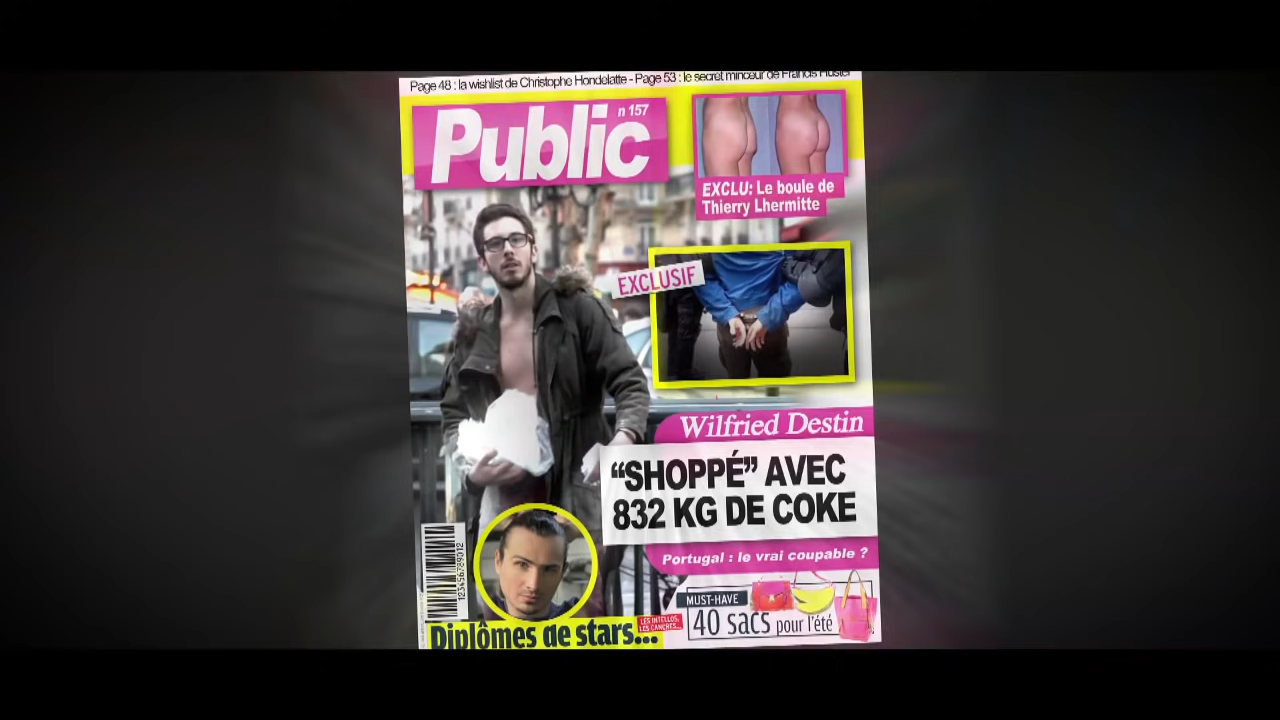 Page 48 : la wishlist de Christophe Hondelatte - Page 53 : le secret minceur de Francis Huster
n 157
Public
EXCLU: Le boule de
Thierry Lhermitte
EXCLUSIF
Wilfried Destin
“SHOPPÉ” AVEC
832 KG DE COKE
Portugal : le vrai coupable ?
123456789012
MUST-HAVE
40 sacs pour l'été
LES INTELLOS,
LES CANCRES...
Diplômes de stars...